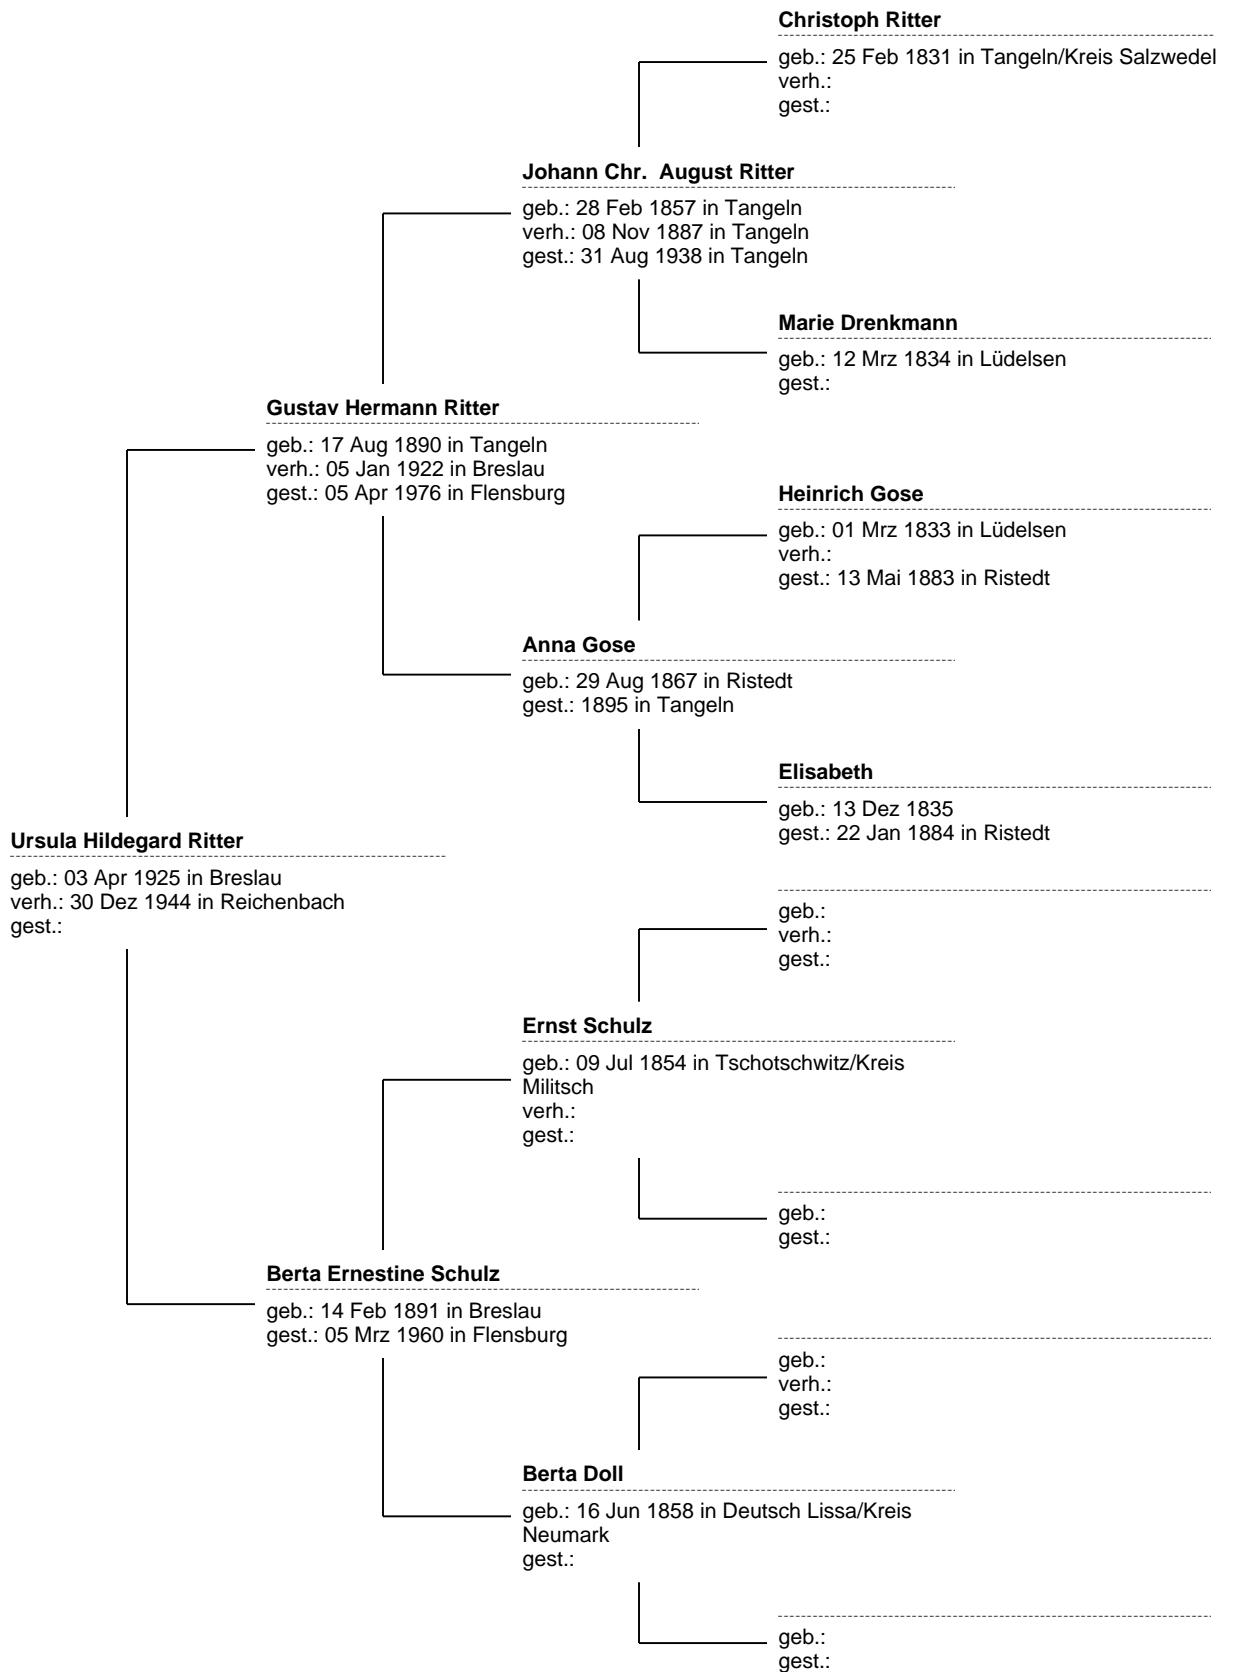 Christoph Ritter
geb.: 25 Feb 1831 in Tangeln/Kreis Salzwedel
verh.:
gest.:
Johann Chr.  August Ritter
geb.: 28 Feb 1857 in Tangeln
verh.: 08 Nov 1887 in Tangeln
gest.: 31 Aug 1938 in Tangeln
Marie Drenkmann
geb.: 12 Mrz 1834 in Lüdelsen
gest.:
Gustav Hermann Ritter
geb.: 17 Aug 1890 in Tangeln
verh.: 05 Jan 1922 in Breslau
gest.: 05 Apr 1976 in Flensburg
Heinrich Gose
geb.: 01 Mrz 1833 in Lüdelsen
verh.:
gest.: 13 Mai 1883 in Ristedt
Anna Gose
geb.: 29 Aug 1867 in Ristedt
gest.: 1895 in Tangeln
Elisabeth
geb.: 13 Dez 1835
gest.: 22 Jan 1884 in Ristedt
Ursula Hildegard Ritter
geb.: 03 Apr 1925 in Breslau
verh.: 30 Dez 1944 in Reichenbach
gest.:
geb.:
verh.:
gest.:
Ernst Schulz
geb.: 09 Jul 1854 in Tschotschwitz/Kreis
Militsch
verh.:
gest.:
geb.:
gest.:
Berta Ernestine Schulz
geb.: 14 Feb 1891 in Breslau
gest.: 05 Mrz 1960 in Flensburg
geb.:
verh.:
gest.:
Berta Doll
geb.: 16 Jun 1858 in Deutsch Lissa/Kreis
Neumark
gest.:
geb.:
gest.: